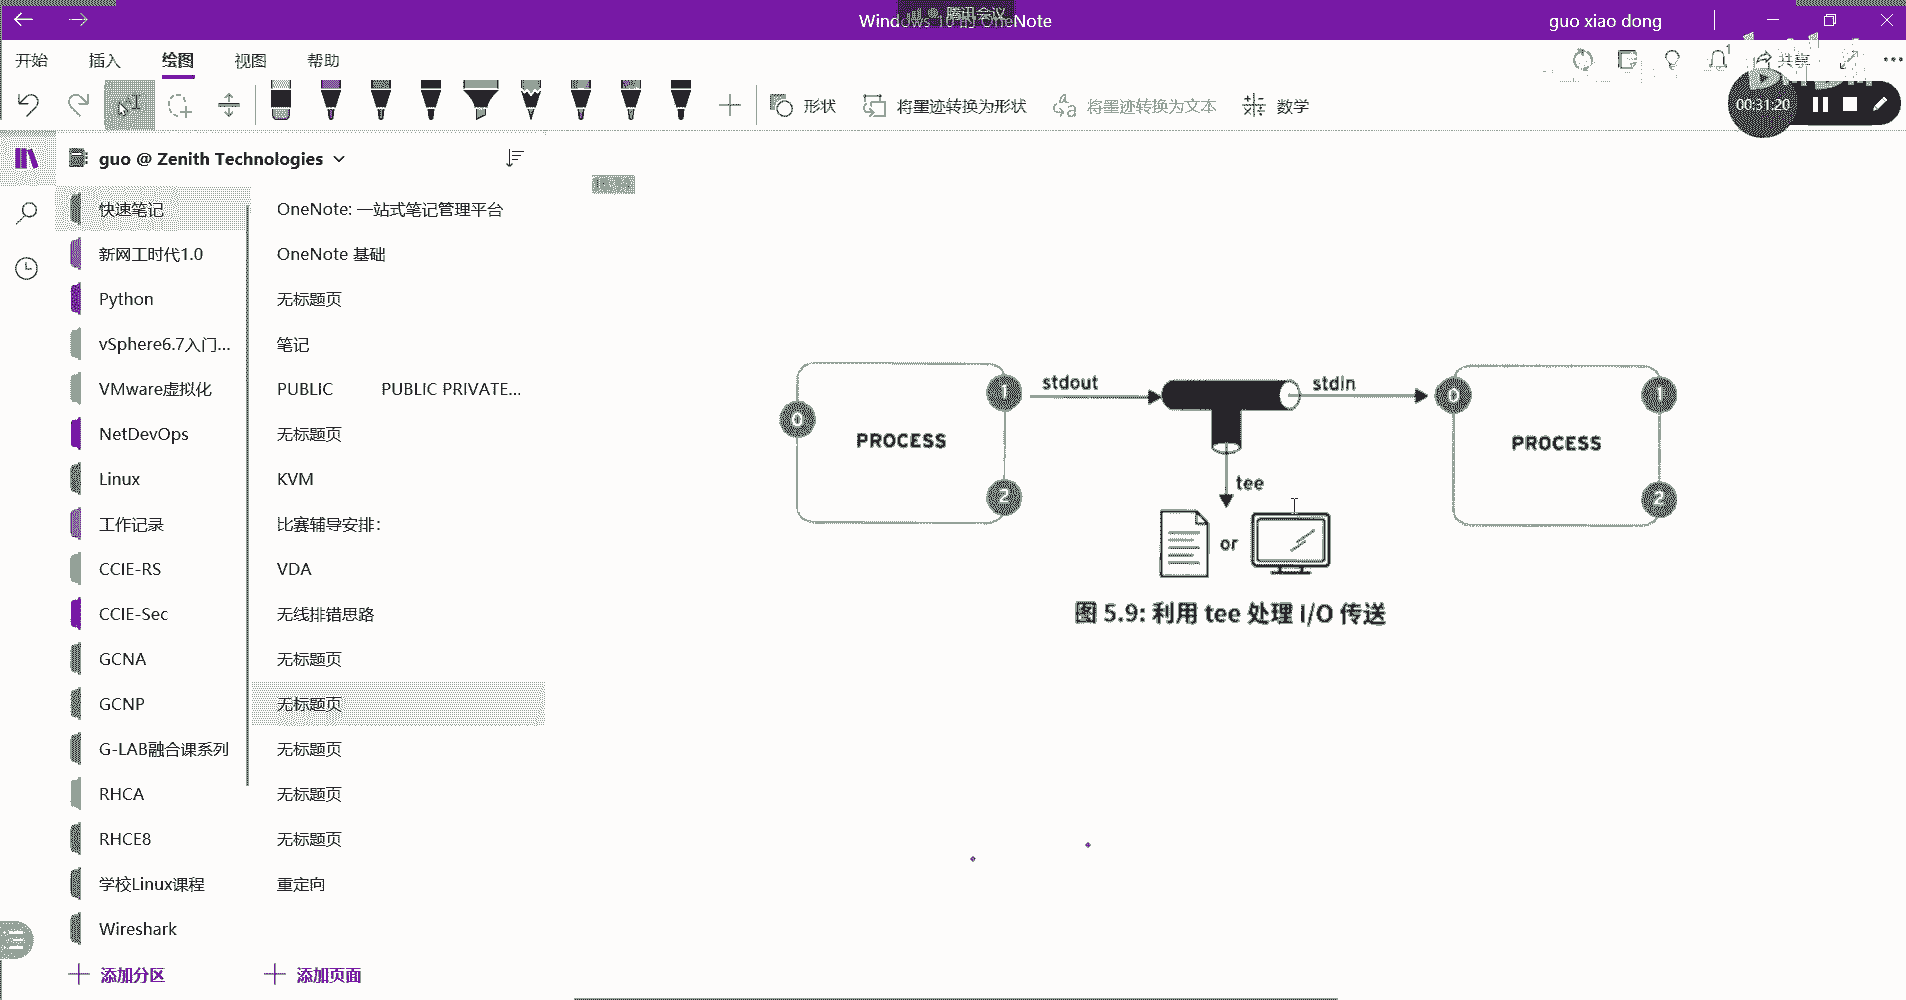 Windows 10 的 OneNote
腾讯会议
guo xiao dong
开始 插入 绘图 视图 帮助
共享
形状 将墨迹转换为形状 将墨迹转换为文本 数学
00:31:20
guo @ Zenith Technologies
快速笔记
新网工时代1.0
Python
vSphere6.7入门...
VMware虚拟化
NetDevOps
Linux
工作记录
CCIE-RS
CCIE-Sec
GCNA
GCNP
G-LAB融合课系列
RHCA
RHCE8
学校Linux课程
Wireshark
添加分区
OneNote: 一站式笔记管理平台
OneNote 基础
无标题页
笔记
PUBLIC PUBLIC PRIVATE...
无标题页
KVM
比赛辅导安排：
VDA
无线排错思路
无标题页
无标题页
无标题页
无标题页
无标题页
重定向
添加页面
0 PROCESS 1 2
stdout
stdin
tee
or
0 PROCESS 1 2
图 5.9: 利用 tee 处理 I/O 传送